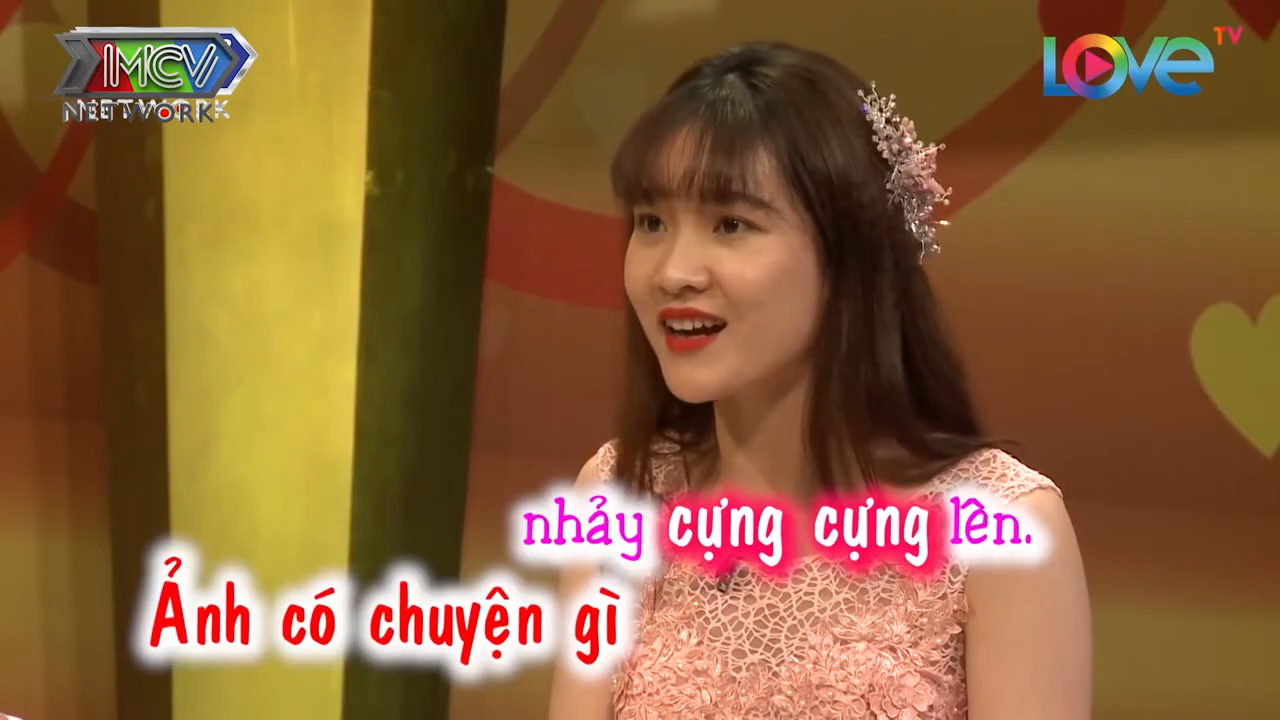 MCV
NETWORK
LOVE TV
nhảy cựng cựng lên.
Ảnh có chuyện gì